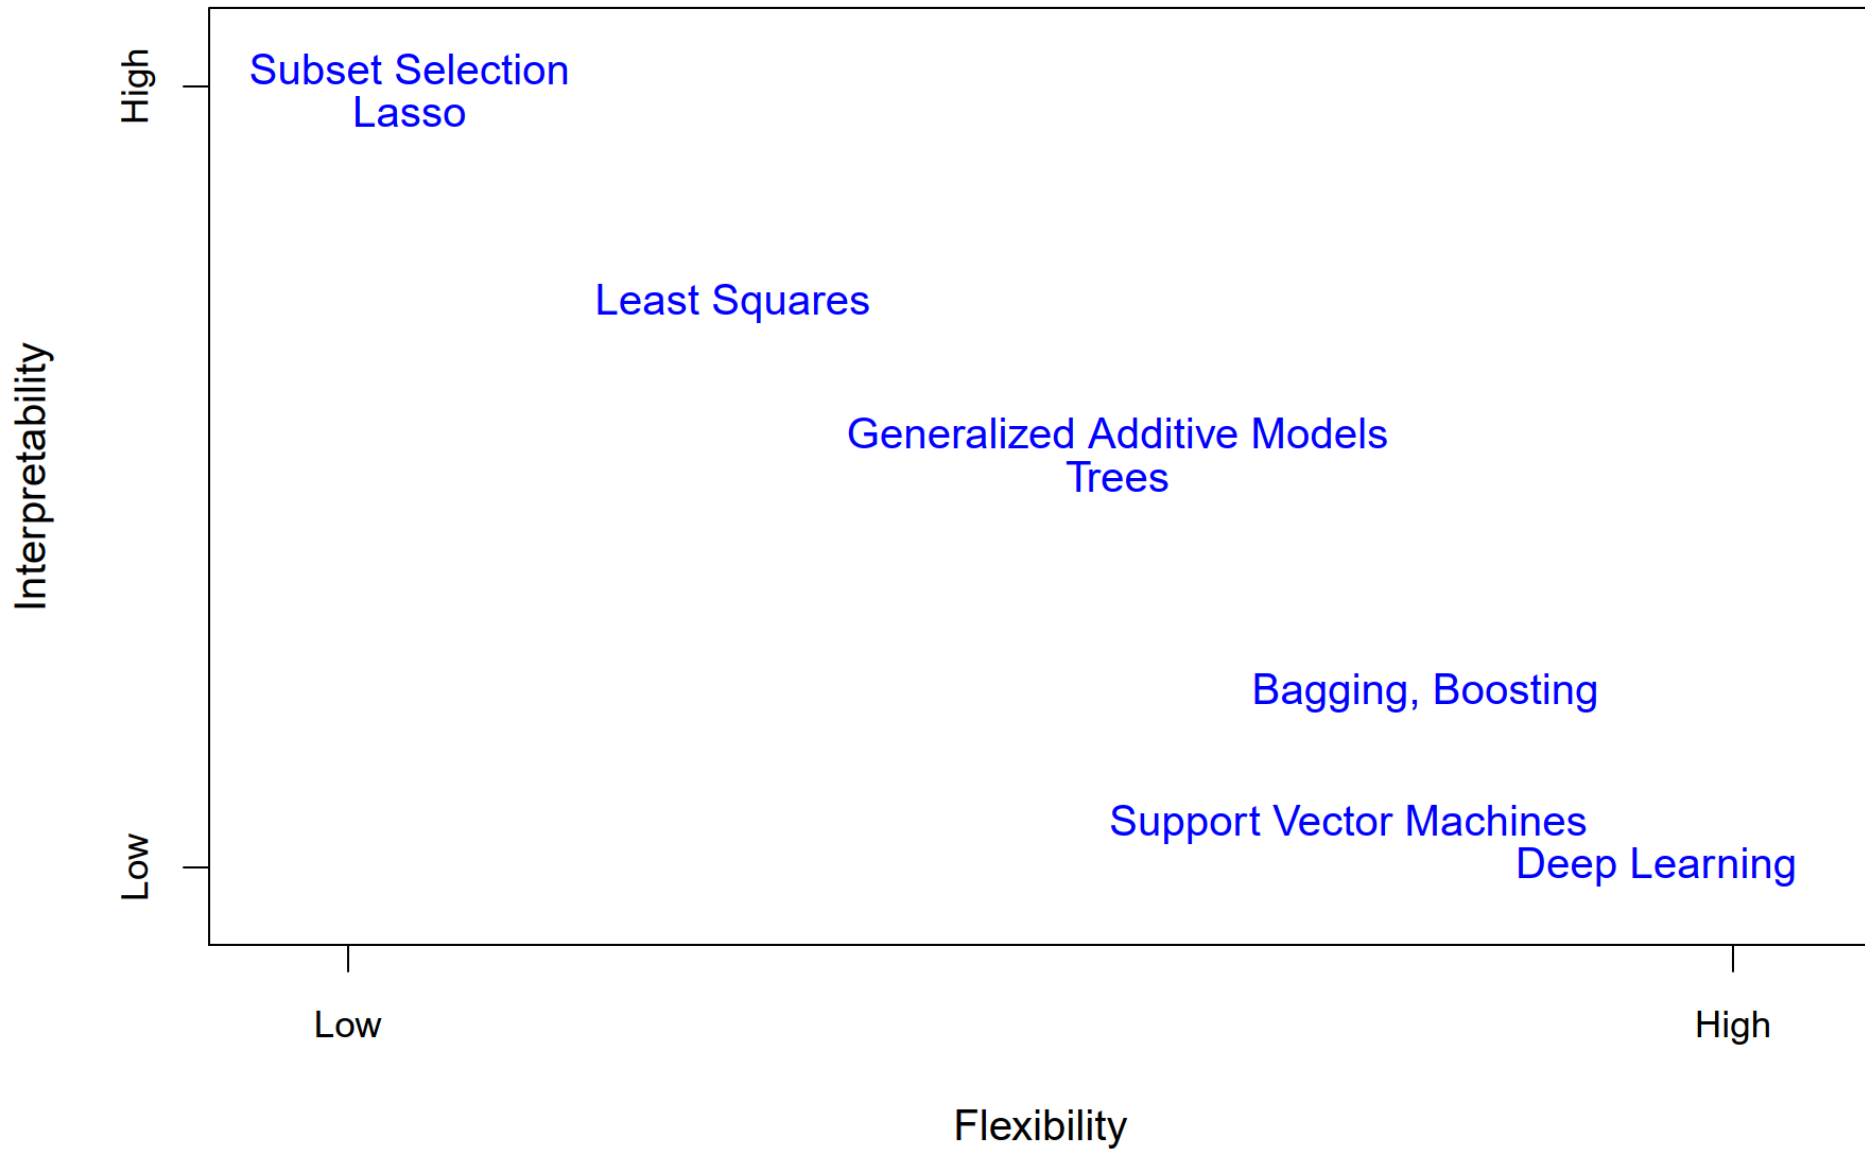 High
Subset Selection
Lasso
Least Squares
Interpretability
Generalized Additive Models
Trees
Bagging, Boosting
Support Vector Machines
Low
Deep Learning
Low
High
Flexibility